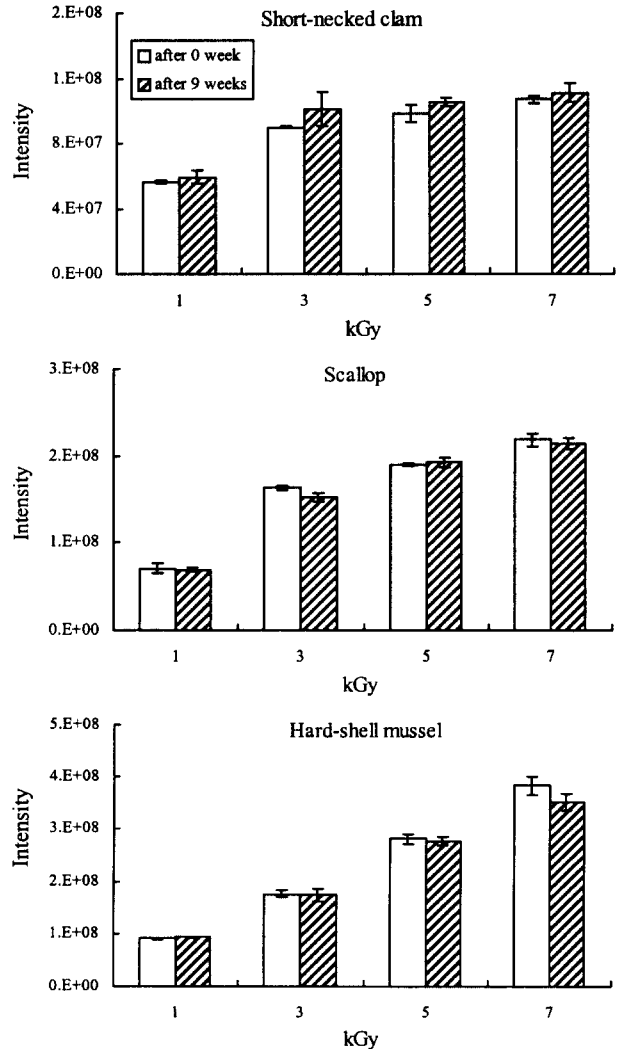 Short-necked clam
2.E+08
after 0 week
after 9 weeks
1.E+08
8.E+07
4.E+07
0.E+00
Intensity
1 3 5 7
kGy
Scallop
3.E+08
2.E+08
1.E+08
0.E+00
Intensity
1 3 5 7
kGy
Hard-shell mussel
5.E+08
4.E+08
3.E+08
2.E+08
1.E+08
0.E+00
Intensity
1 3 5 7
kGy